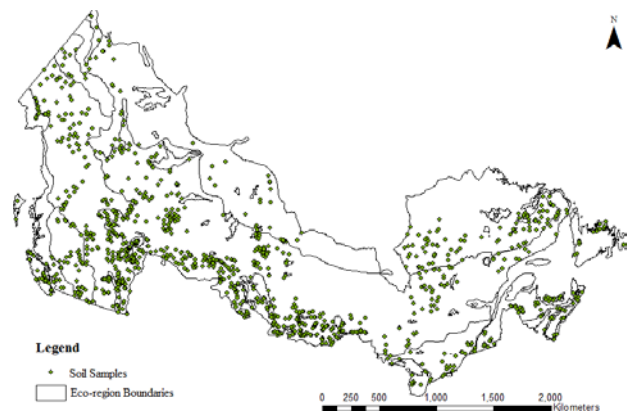 N
Legend
Soil Samples
Eco-region Boundaries
0 250 500 1,000 1,500 2,000
Kilometers